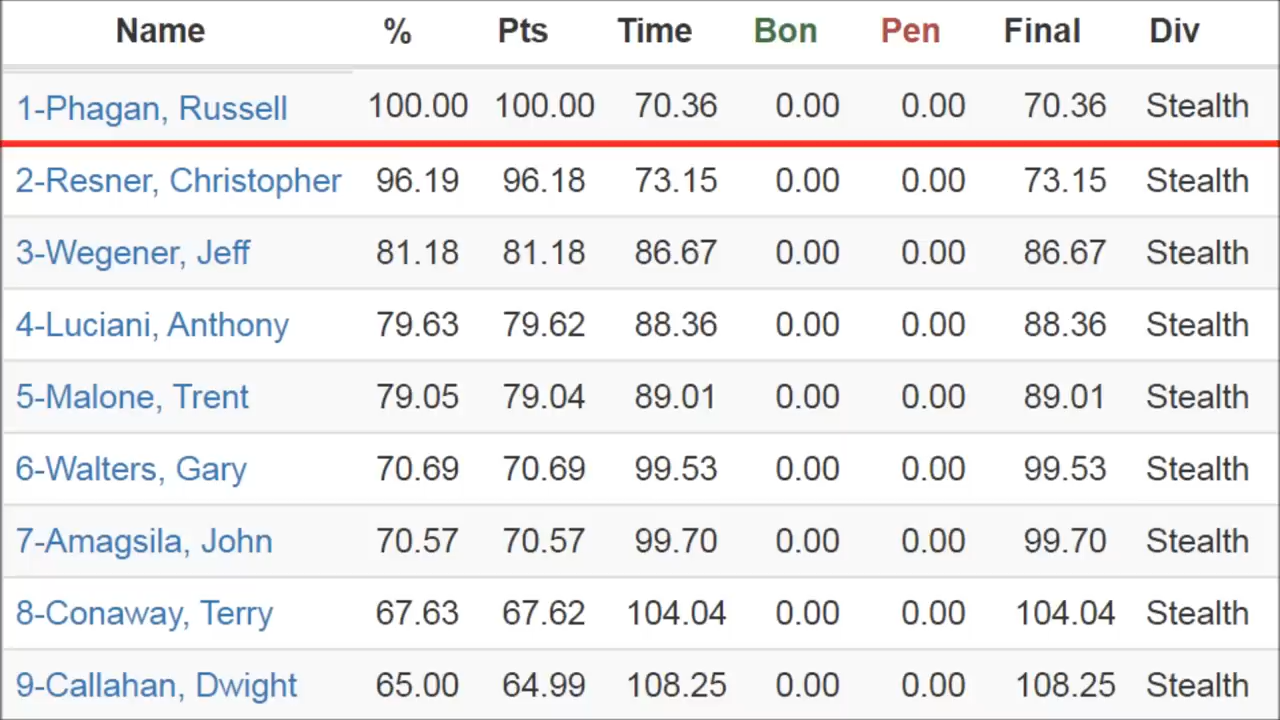 Name % Pts Time Bon Pen Final Div
1-Phagan, Russell 100.00 100.00 70.36 0.00 0.00 70.36 Stealth
2-Resner, Christopher 96.19 96.18 73.15 0.00 0.00 73.15 Stealth
3-Wegener, Jeff 81.18 81.18 86.67 0.00 0.00 86.67 Stealth
4-Luciani, Anthony 79.63 79.62 88.36 0.00 0.00 88.36 Stealth
5-Malone, Trent 79.05 79.04 89.01 0.00 0.00 89.01 Stealth
6-Walters, Gary 70.69 70.69 99.53 0.00 0.00 99.53 Stealth
7-Amagsila, John 70.57 70.57 99.70 0.00 0.00 99.70 Stealth
8-Conaway, Terry 67.63 67.62 104.04 0.00 0.00 104.04 Stealth
9-Callahan, Dwight 65.00 64.99 108.25 0.00 0.00 108.25 Stealth